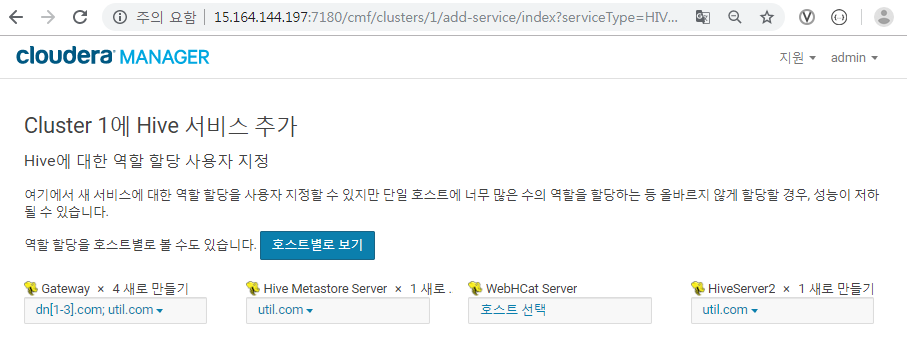 주의 요함 15.164.144.197:7180/cmf/clusters/1/add-service/index?serviceType=HIV...
cloudera MANAGER
지원 admin
Cluster 1에 Hive 서비스 추가
Hive에 대한 역할 할당 사용자 지정
여기에서 새 서비스에 대한 역할 할당을 사용자 지정할 수 있지만 단일 호스트에 너무 많은 수의 역할을 할당하는 등 올바르지 않게 할당할 경우, 성능이 저하
될 수 있습니다.
역할 할당을 호스트별로 볼 수도 있습니다. 호스트별로 보기
Gateway × 4 새로 만들기
dn[1-3].com; util.com
Hive Metastore Server × 1 새로 .
util.com
WebHCat Server
호스트 선택
HiveServer2 × 1 새로 만들기
util.com